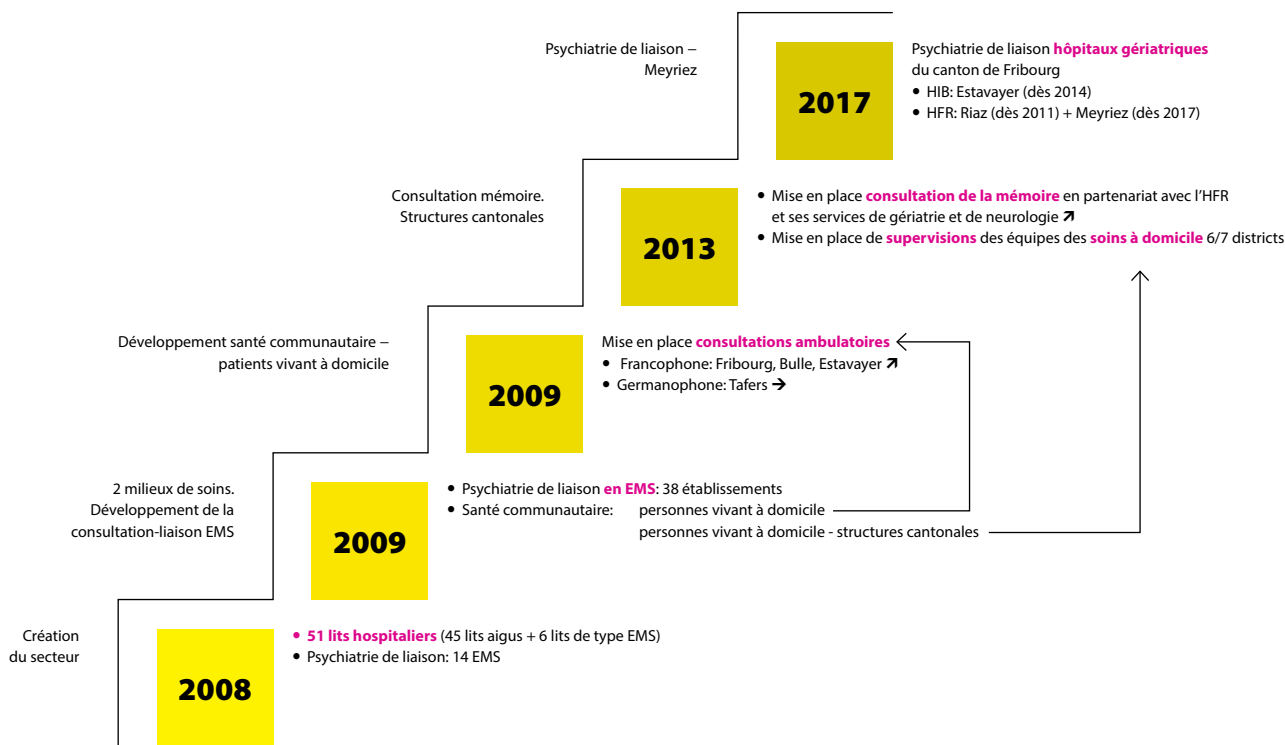 Psychiatrie de liaison –
Meyriez
2017
Psychiatrie de liaison hôpitaux gériatriques
du canton de Fribourg
• HIB: Estavayer (dès 2014)
• HFR: Riaz (dès 2011) + Meyriez (dès 2017)
Consultation mémoire.
Structures cantonales
2013
• Mise en place consultation de la mémoire en partenariat avec l’HFR
et ses services de gériatrie et de neurologie ↗
• Mise en place de supervisions des équipes des soins à domicile 6/7 districts
Développement santé communautaire –
patients vivant à domicile
2009
Mise en place consultations ambulatoires
• Francophone: Fribourg, Bulle, Estavayer ↗
• Germanophone: Tafers →
2 milieux de soins.
Développement de la
consultation-liaison EMS
2009
• Psychiatrie de liaison en EMS: 38 établissements
• Santé communautaire: personnes vivant à domicile
personnes vivant à domicile - structures cantonales
Création
du secteur
2008
• 51 lits hospitaliers (45 lits aigus + 6 lits de type EMS)
• Psychiatrie de liaison: 14 EMS